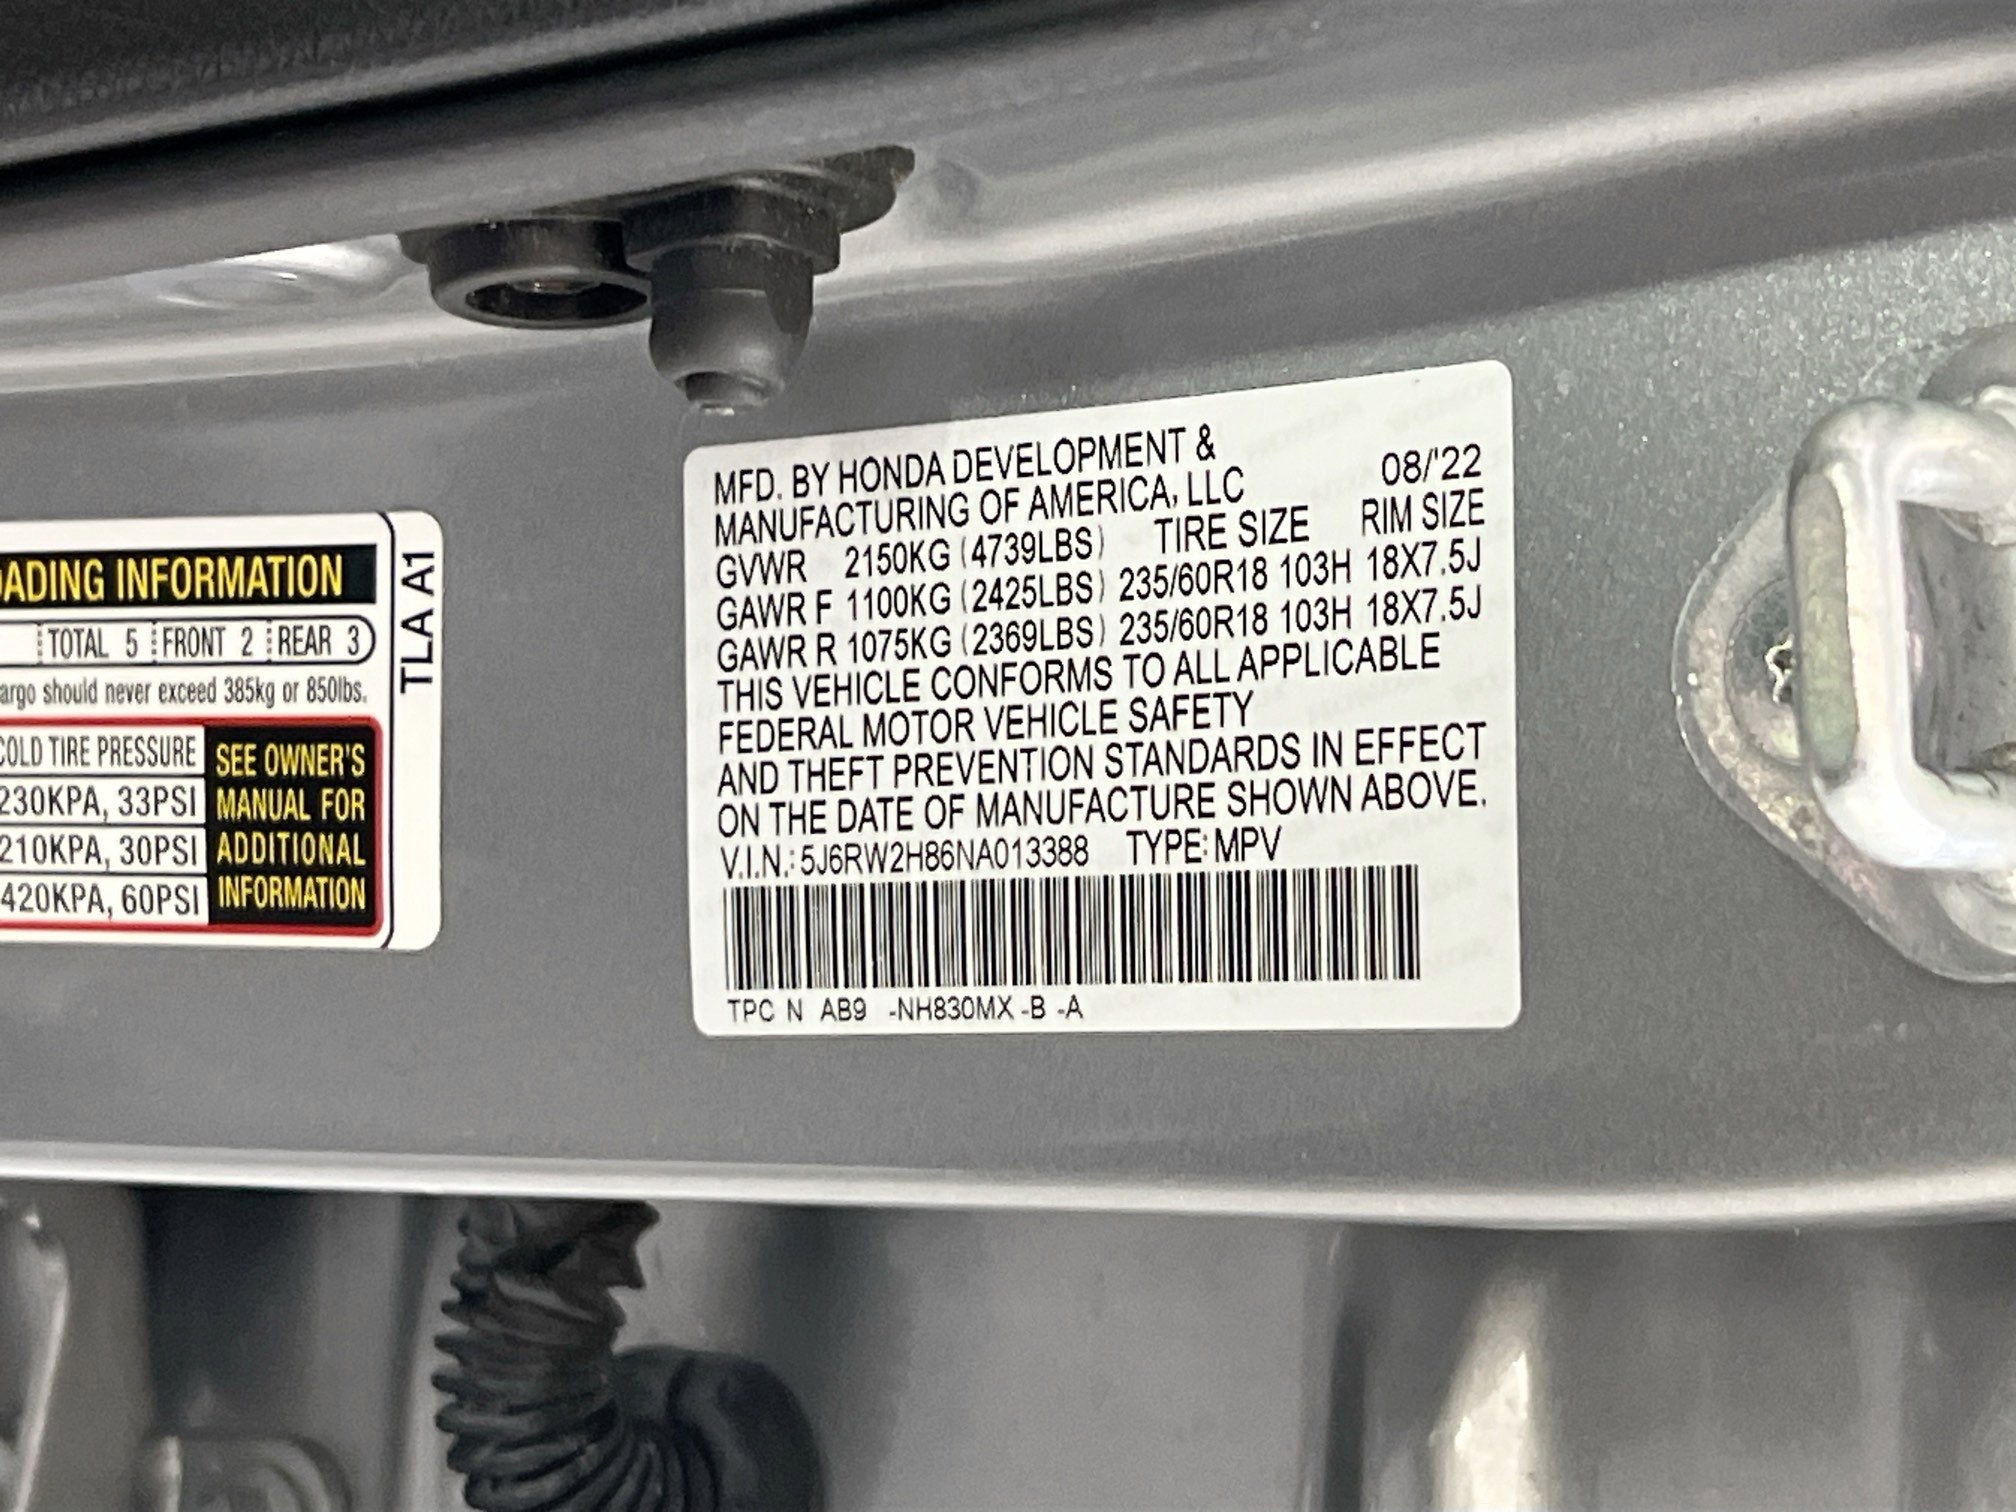 MFD. BY HONDA DEVELOPMENT &
MANUFACTURING OF AMERICA, LLC 08/'22
GVWR 2150KG (4739LBS) TIRE SIZE RIM SIZE
GAWR F 1100KG (2425LBS) 235/60R18 103H 18X7.5J
GAWR R 1075KG (2369LBS) 235/60R18 103H 18X7.5J
THIS VEHICLE CONFORMS TO ALL APPLICABLE
FEDERAL MOTOR VEHICLE SAFETY
AND THEFT PREVENTION STANDARDS IN EFFECT
ON THE DATE OF MANUFACTURE SHOWN ABOVE.
V.I.N.: 5J6RW2H86NA013388 TYPE: MPV
TPC N AB9 -NH830MX -B -A
OADING INFORMATION
TOTAL 5 FRONT 2 REAR 3
argo should never exceed 385kg or 850lbs.
COLD TIRE PRESSURE
230KPA, 33PSI
210KPA, 30PSI
420KPA, 60PSI
SEE OWNER'S
MANUAL FOR
ADDITIONAL
INFORMATION
TLA A1